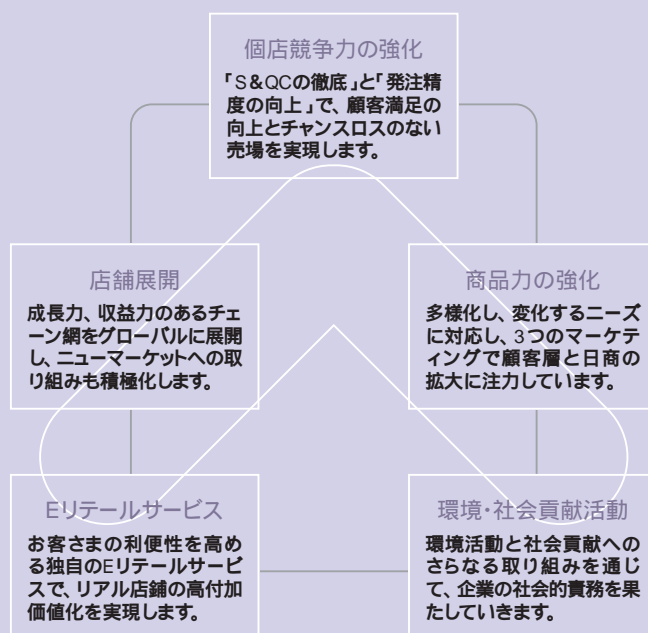 個店競争力の強化
「S&QCの徹底」と「発注精
度の向上」で、顧客満足の
向上とチャンスロスのない
売場を実現します。
店舗展開
成長力、収益力のあるチェ
ーン網をグローバルに展開
し、ニューマーケットへの取
り組みも積極化します。
商品力の強化
多様化し、変化するニーズ
に対応し、3つのマーケテ
ィングで顧客層と日商の
拡大に注力しています。
Eリテールサービス
お客さまの利便性を高め
る独自のEリテールサービ
スで、リアル店舗の高付加
価値化を実現します。
環境・社会貢献活動
環境活動と社会貢献への
さらなる取り組みを通じ
て、企業の社会的責務を果
たしていきます。